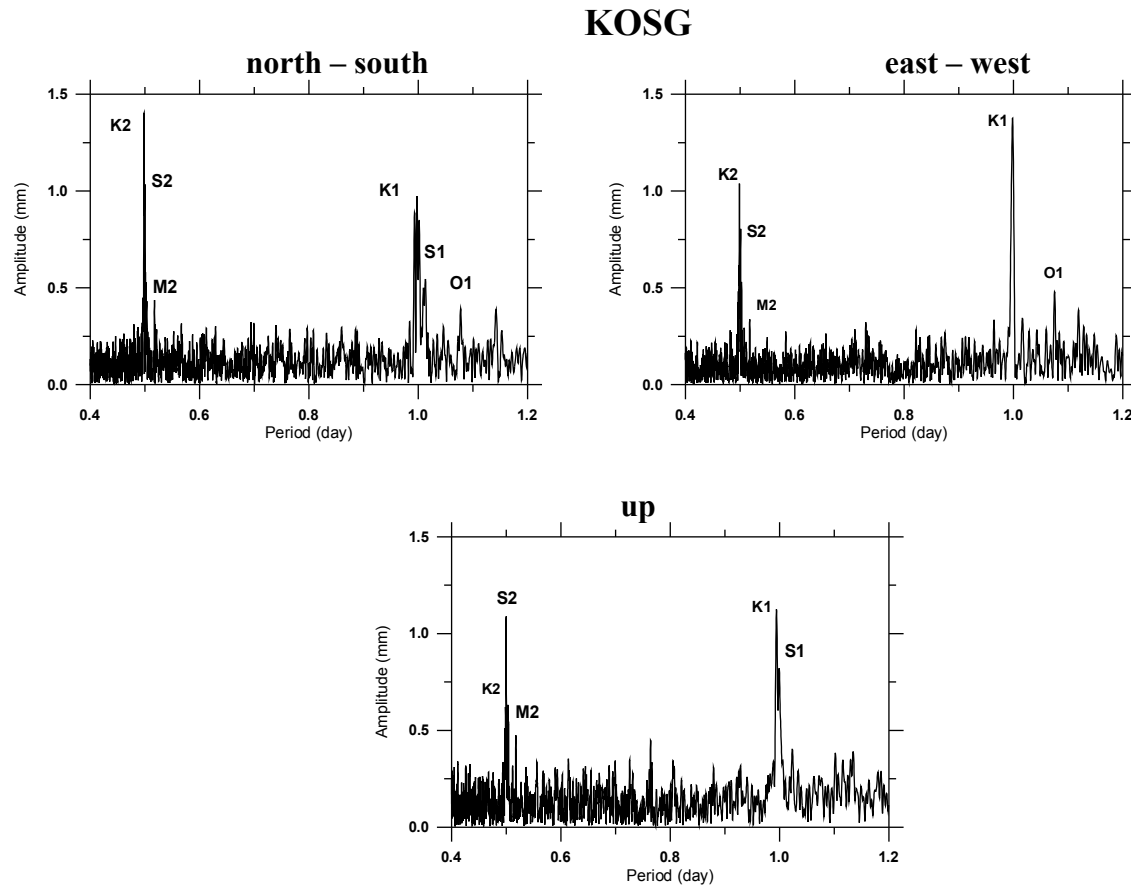 KOSG
north – south
1.5
1.0
0.5
0.0
Amplitude (mm)
K2
S2
M2
K1
S1
O1
0.4 0.6 0.8 1.0 1.2
Period (day)
east – west
1.5
1.0
0.5
0.0
Amplitude (mm)
K2
S2
M2
K1
O1
0.4 0.6 0.8 1.0 1.2
Period (day)
up
1.5
1.0
0.5
0.0
Amplitude (mm)
S2
K2
M2
K1
S1
0.4 0.6 0.8 1.0 1.2
Period (day)